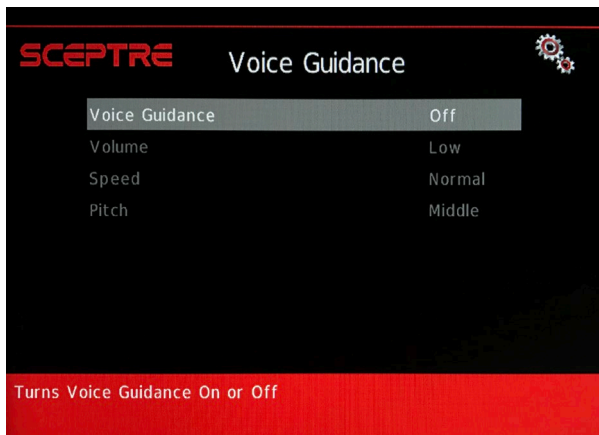 SCEPTRE
Voice Guidance
Voice Guidance Off
Volume Low
Speed Normal
Pitch Middle
Turns Voice Guidance On or Off